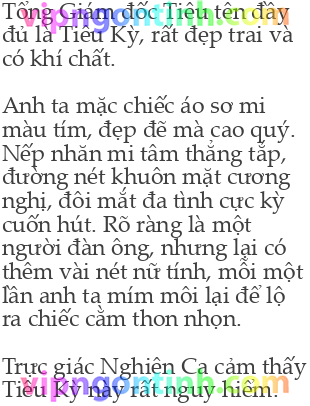 Tổng Giám đốc Tiêu tên đầy
đủ là Tiêu Kỳ, rất đẹp trai và
có khí chất.
Anh ta mặc chiếc áo sơ mi
màu tím, đẹp đẽ mà cao quý.
Nếp nhăn mi tâm thẳng tắp,
đường nét khuôn mặt cương
nghị, đôi mắt đa tình cực kỳ
cuốn hút. Rõ ràng là một
người đàn ông, nhưng lại có
thêm vài nét nữ tính, mỗi một
lần anh ta mím môi lại để lộ
ra chiếc cằm thon nhọn.
Trực giác Nghiên Ca cảm thấy
Tiêu Kỳ này rất nguy hiểm.
vipngontinh.com
vipngontinh.com